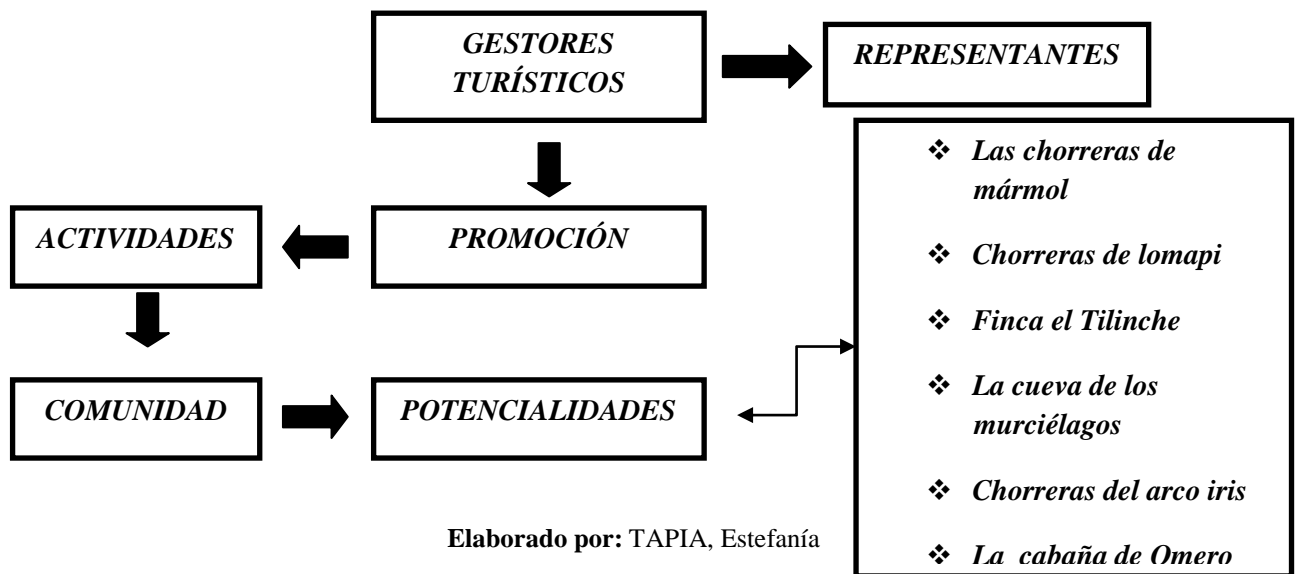 GESTORES
TURÍSTICOS
REPRESENTANTES
ACTIVIDADES
PROMOCIÓN
COMUNIDAD
POTENCIALIDADES
❖ Las chorreras de
mármol
❖ Chorreras de lomapi
❖ Finca el Tilinche
❖ La cueva de los
murciélagos
❖ Chorreras del arco iris
❖ La cabaña de Omero
Elaborado por: TAPIA, Estefanía